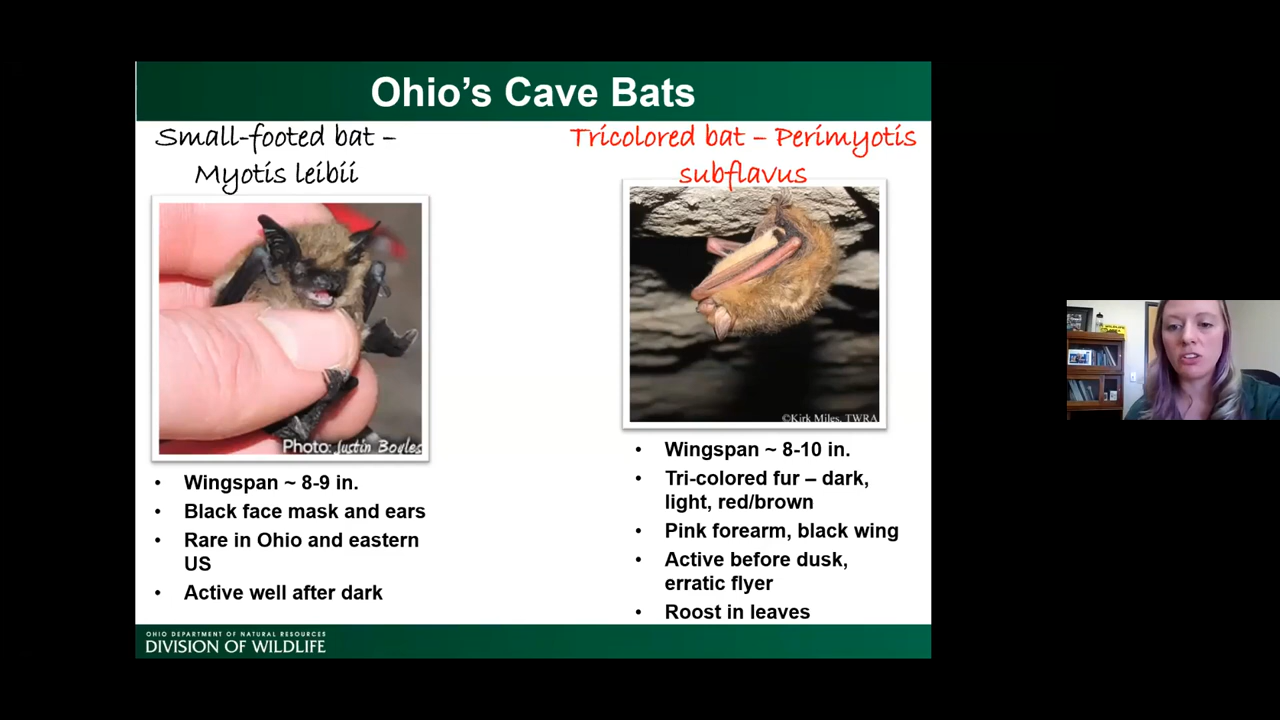 Ohio's Cave Bats
Small-footed bat –
Myotis leibii
Photo: Justin Boyles
• Wingspan ~ 8-9 in.
• Black face mask and ears
• Rare in Ohio and eastern
US
• Active well after dark
Tricolored bat – Perimyotis
subflavus
©Kirk Miles, TWRA
• Wingspan ~ 8-10 in.
• Tri-colored fur – dark,
light, red/brown
• Pink forearm, black wing
• Active before dusk,
erratic flyer
• Roost in leaves
OHIO DEPARTMENT OF NATURAL RESOURCES
DIVISION OF WILDLIFE